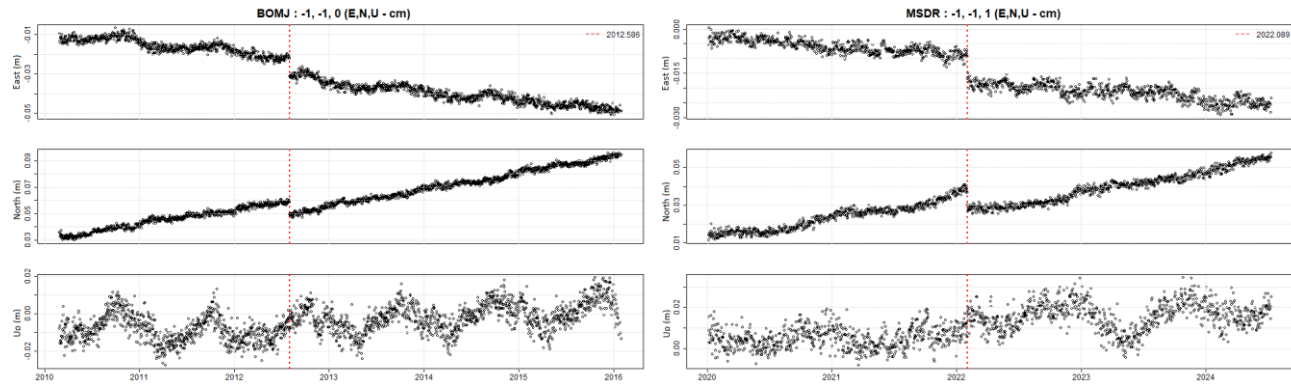 BOMJ : -1, -1, 0 (E,N,U - cm)
2012.586
East (m)
-0.01
-0.03
-0.05
North (m)
0.09
0.07
0.05
0.03
Up (m)
0.02
0.00
-0.02
2010 2011 2012 2013 2014 2015 2016
MSDR : -1, -1, 1 (E,N,U - cm)
2022.089
East (m)
0.000
-0.015
-0.030
North (m)
0.05
0.03
0.01
Up (m)
0.02
0.00
2020 2021 2022 2023 2024